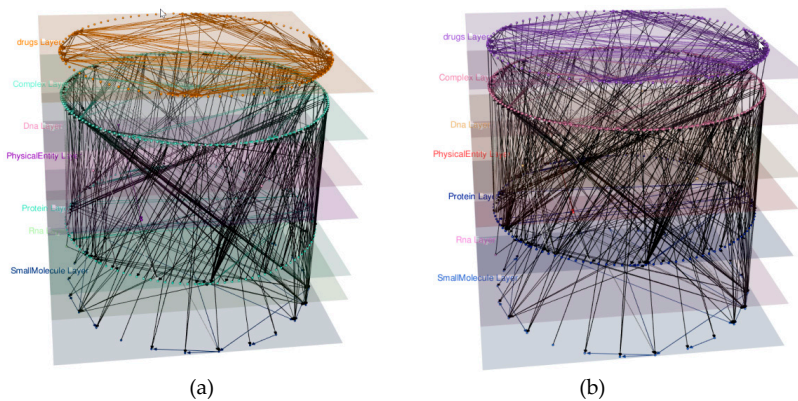 drugs Layer
Complex Layer
Dna Layer
PhysicalEntity Layer
Protein Layer
Rna Layer
SmallMolecule Layer
(a)
drugs Layer
Complex Layer
Dna Layer
PhysicalEntity Layer
Protein Layer
Rna Layer
SmallMolecule Layer
(b)